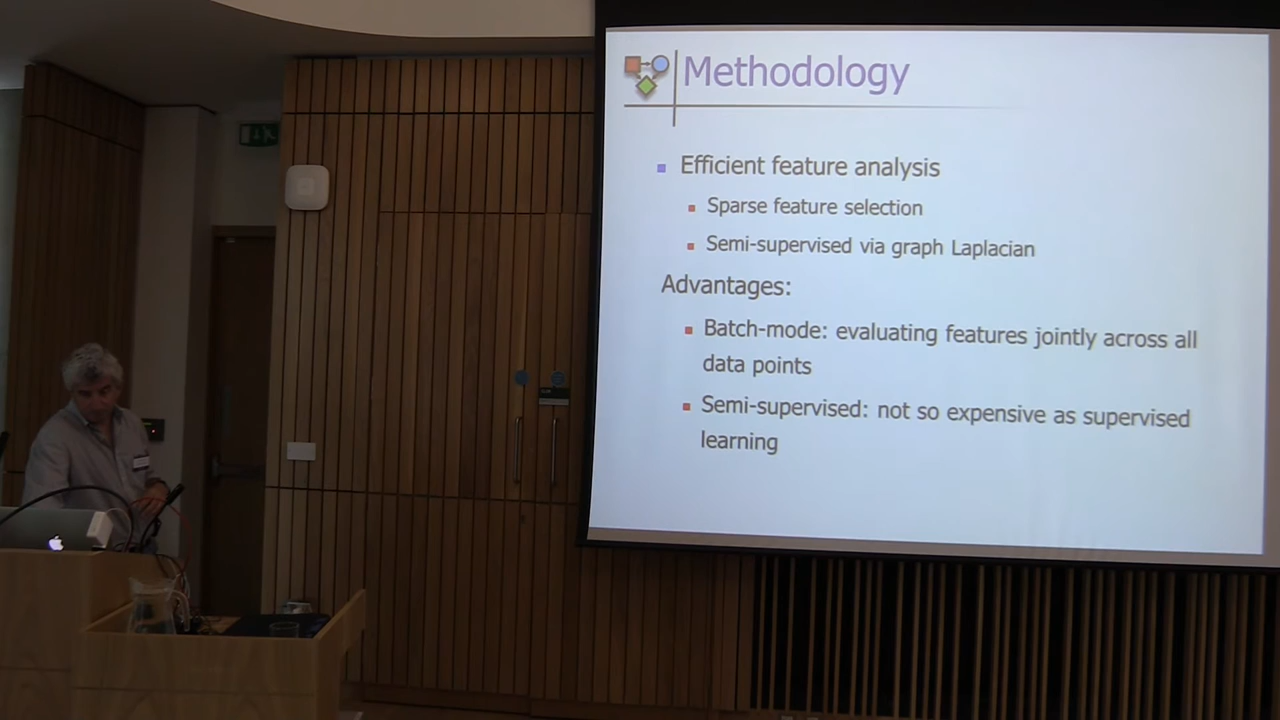 Methodology
Efficient feature analysis
Sparse feature selection
Semi-supervised via graph Laplacian
Advantages:
Batch-mode: evaluating features jointly across all
data points
Semi-supervised: not so expensive as supervised
learning